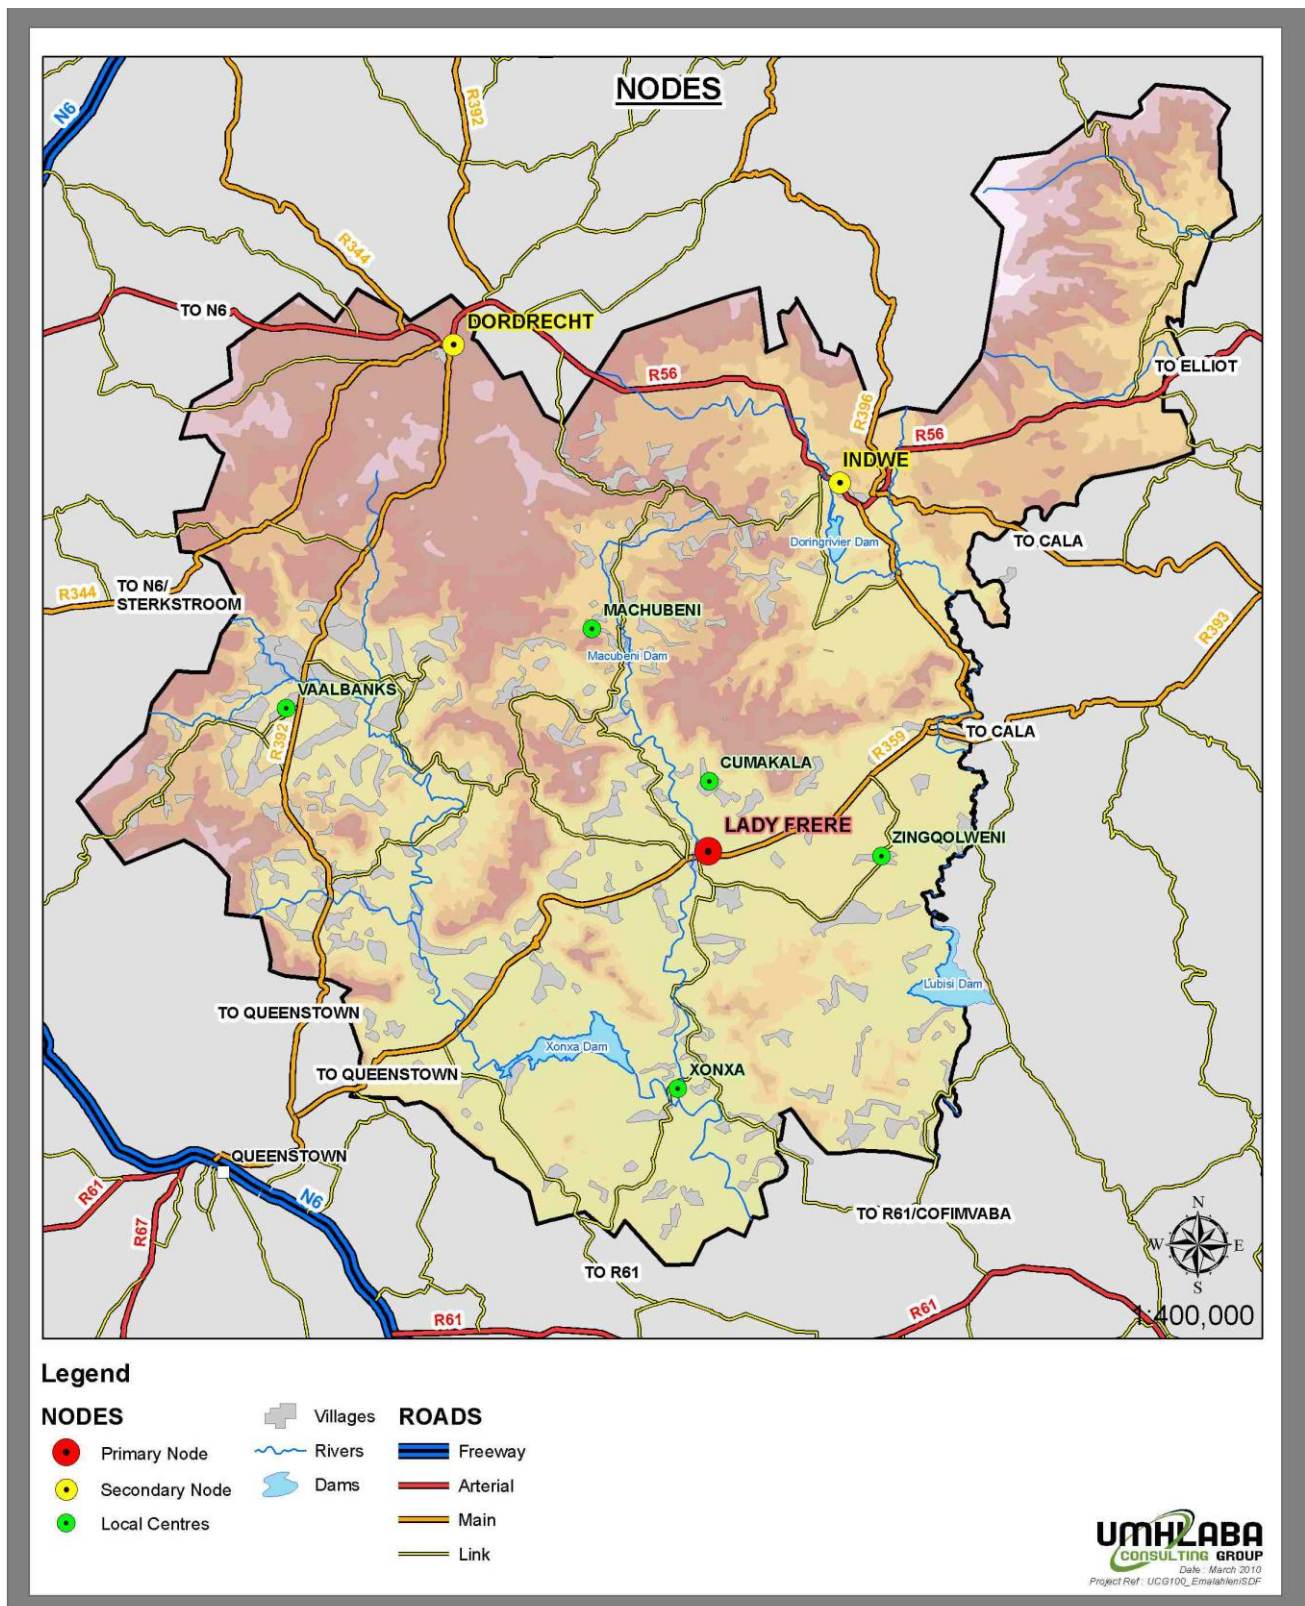 NODES
N6
R392
R344
TO N6
DORDRECHT
R56
TO ELLIOT
R396
R56
INDWE
Doringrivier Dam
TO CALA
R344
TO N6/
STERKSTROOM
MACHUBENI
Macubeni Dam
R393
VAALBANKS
R392
TO CALA
R359
CUMAKALA
LADY FRERE
ZINGQOLWENI
Lubisi Dam
TO QUEENSTOWN
Xonxa Dam
TO QUEENSTOWN
XONXA
QUEENSTOWN
R61
N6
R67
TO R61/COFIMVABA
TO R61
N
W
E
S
R61
R61
1:400,000
Legend
NODES
Primary Node
Secondary Node
Local Centres
Villages
Rivers
Dams
ROADS
Freeway
Arterial
Main
Link
UMHLABA
CONSULTING GROUP
Date : March 2010
Project Ref : UCG100_EmalahleniSDF